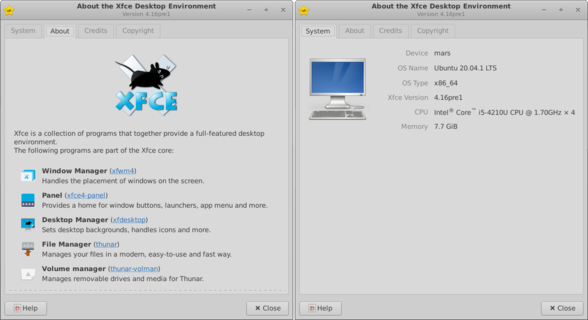 About the Xfce Desktop Environment
Version 4.16pre1
System About Credits Copyright
XFCE
Xfce is a collection of programs that together provide a full-featured desktop
environment.
The following programs are part of the Xfce core:
Window Manager (xfwm4)
Handles the placement of windows on the screen.
Panel (xfce4-panel)
Provides a home for window buttons, launchers, app menu and more.
Desktop Manager (xfdesktop)
Sets desktop backgrounds, handles icons and more.
File Manager (thunar)
Manages your files in a modern, easy-to-use and fast way.
Volume manager (thunar-volman)
Manages removable drives and media for Thunar.
Help
Close
About the Xfce Desktop Environment
Version 4.16pre1
System About Credits Copyright
Device mars
OS Name Ubuntu 20.04.1 LTS
OS Type x86_64
Xfce Version 4.16pre1
CPU Intel® Core™ i5-4210U CPU @ 1.70GHz × 4
Memory 7.7 GiB
Help
Close